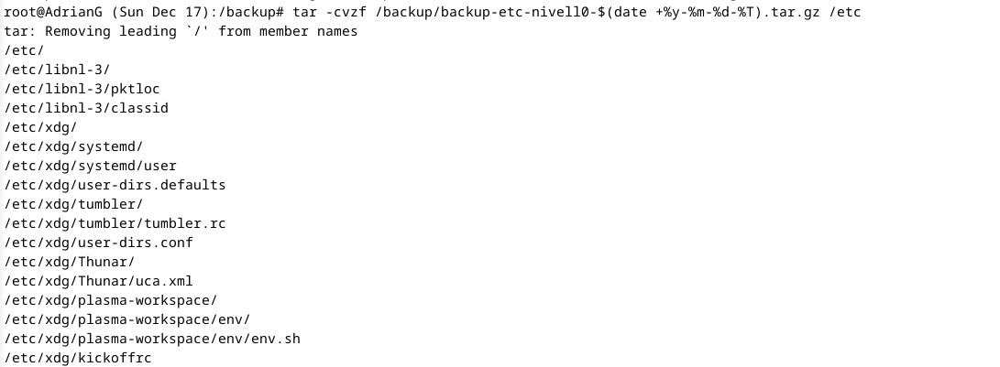 root@AdrianG (Sun Dec 17):/backup# tar -cvzf /backup/backup-etc-nivell0-$(date +%y-%m-%d-%T).tar.gz /etc
tar: Removing leading `/' from member names
/etc/
/etc/libnl-3/
/etc/libnl-3/pktloc
/etc/libnl-3/classid
/etc/xdg/
/etc/xdg/systemd/
/etc/xdg/systemd/user
/etc/xdg/user-dirs.defaults
/etc/xdg/tumbler/
/etc/xdg/tumbler/tumbler.rc
/etc/xdg/user-dirs.conf
/etc/xdg/Thunar/
/etc/xdg/Thunar/uca.xml
/etc/xdg/plasma-workspace/
/etc/xdg/plasma-workspace/env/
/etc/xdg/plasma-workspace/env/env.sh
/etc/xdg/kickoffrc